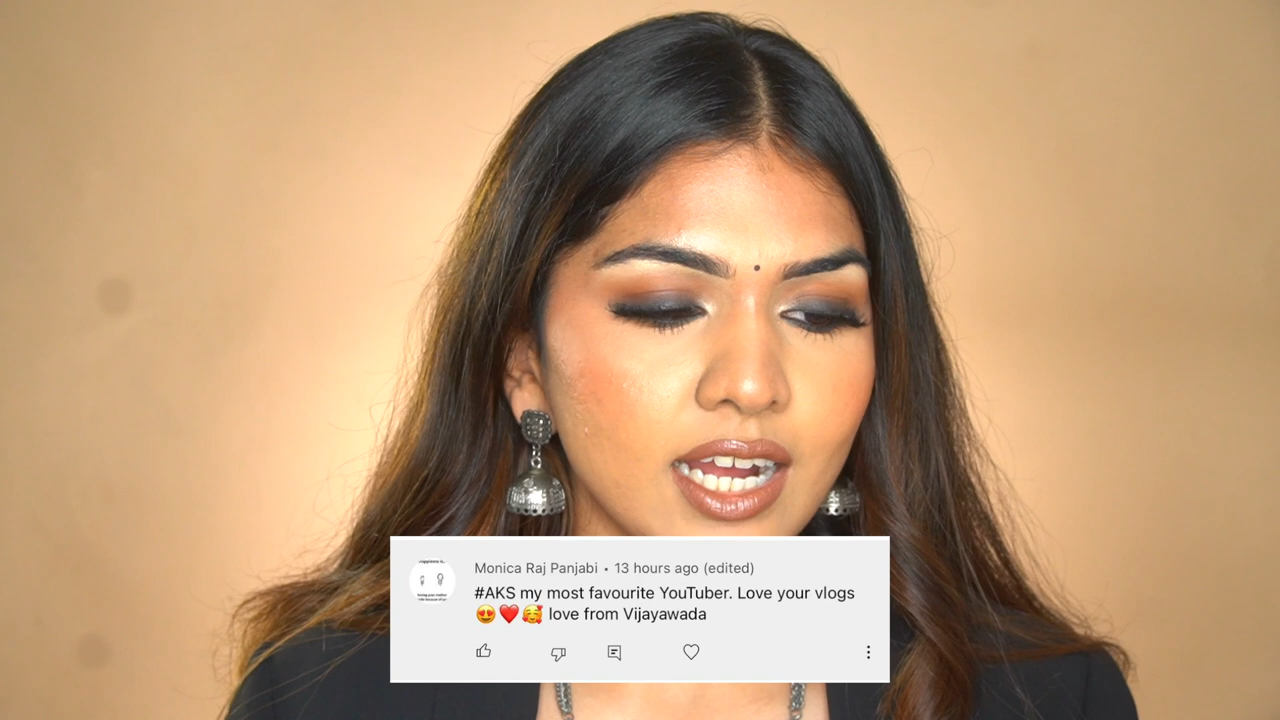 Monica Raj Panjabi • 13 hours ago (edited)
#AKS my most favourite YouTuber. Love your vlogs
😍❤️🥰 love from Vijayawada